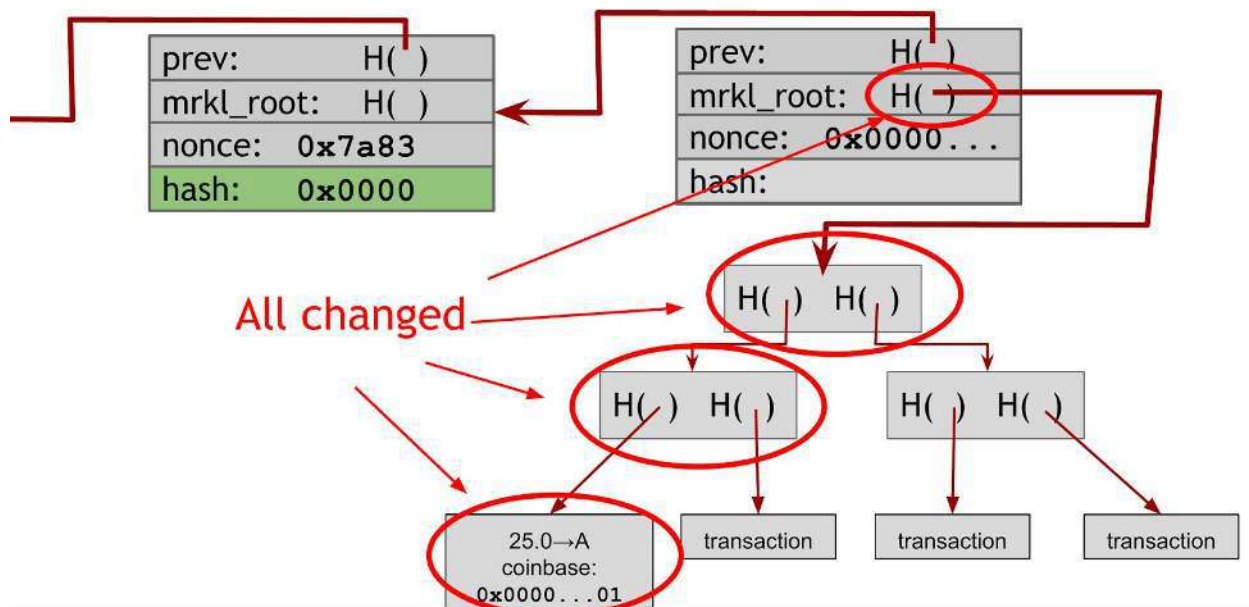 prev: H( )
mrkl_root: H( )
nonce: 0x7a83
hash: 0x0000
prev: H( )
mrkl_root: H( )
nonce: 0x0000...
hash:
All changed
H( ) H( )
H( ) H( )
H( ) H( )
25.0→A
coinbase:
0x0000...01
transaction
transaction
transaction